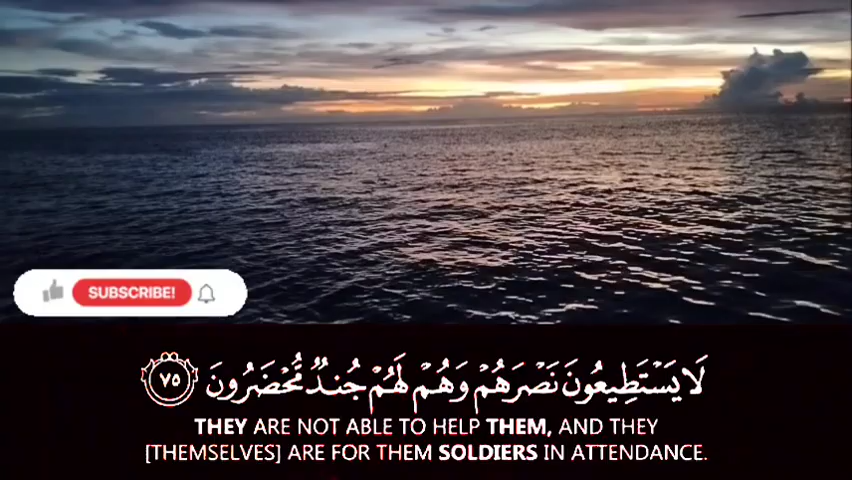 SUBSCRIBE!
لَا يَسْتَطِيعُونَ نَصْرَهُمْ وَهُمْ لَهُمْ جُندٌ مُّحْضَرُونَ ٧٥
THEY ARE NOT ABLE TO HELP THEM, AND THEY
[THEMSELVES] ARE FOR THEM SOLDIERS IN ATTENDANCE.